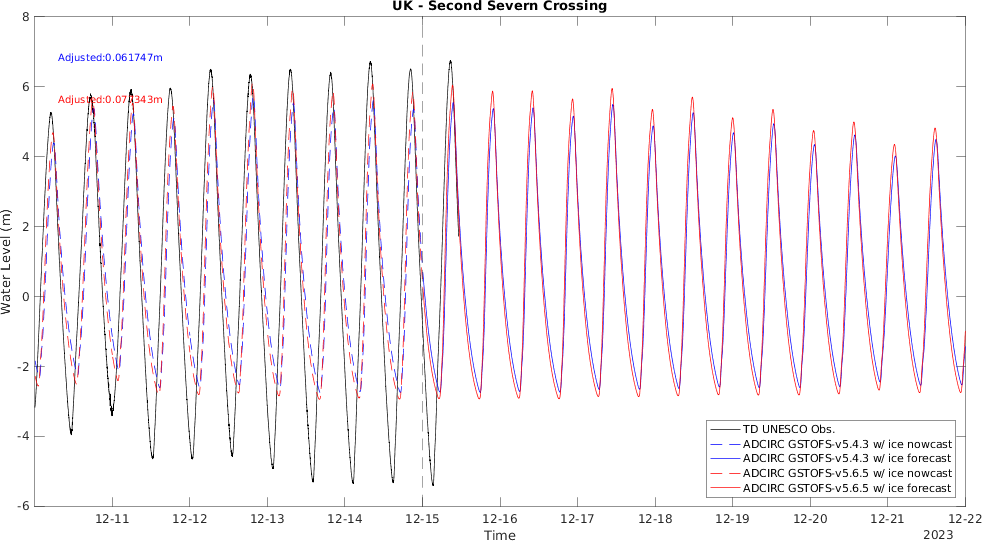 UK - Second Severn Crossing
Adjusted:0.061747m
Water Level (m)
8
6
4
2
0
-2
-4
-6
12-11
12-12
12-13
12-14
12-15
12-16
12-17
12-18
12-19
12-20
12-21
12-22
Time
2023
TD UNESCO Obs.
ADCIRC GSTOFS-v5.4.3 w/ ice nowcast
ADCIRC GSTOFS-v5.4.3 w/ ice forecast
ADCIRC GSTOFS-v5.6.5 w/ ice nowcast
ADCIRC GSTOFS-v5.6.5 w/ ice forecast